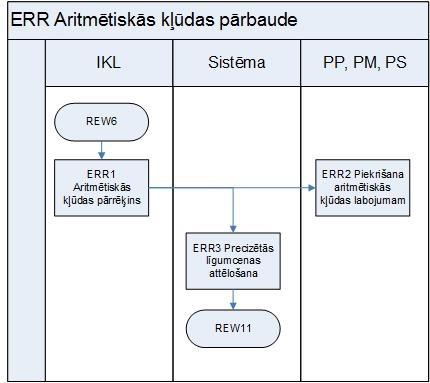 ERR Aritmētiskās kļūdas pārbaude
IKL
Sistēma
PP, PM, PS
REW6
ERR1
Aritmētiskās
kļūdas pārrēķins
ERR2 Piekrišana
aritmētiskās
kļūdas labojumam
ERR3 Precizētās
līgumcenas
attēlošana
REW11